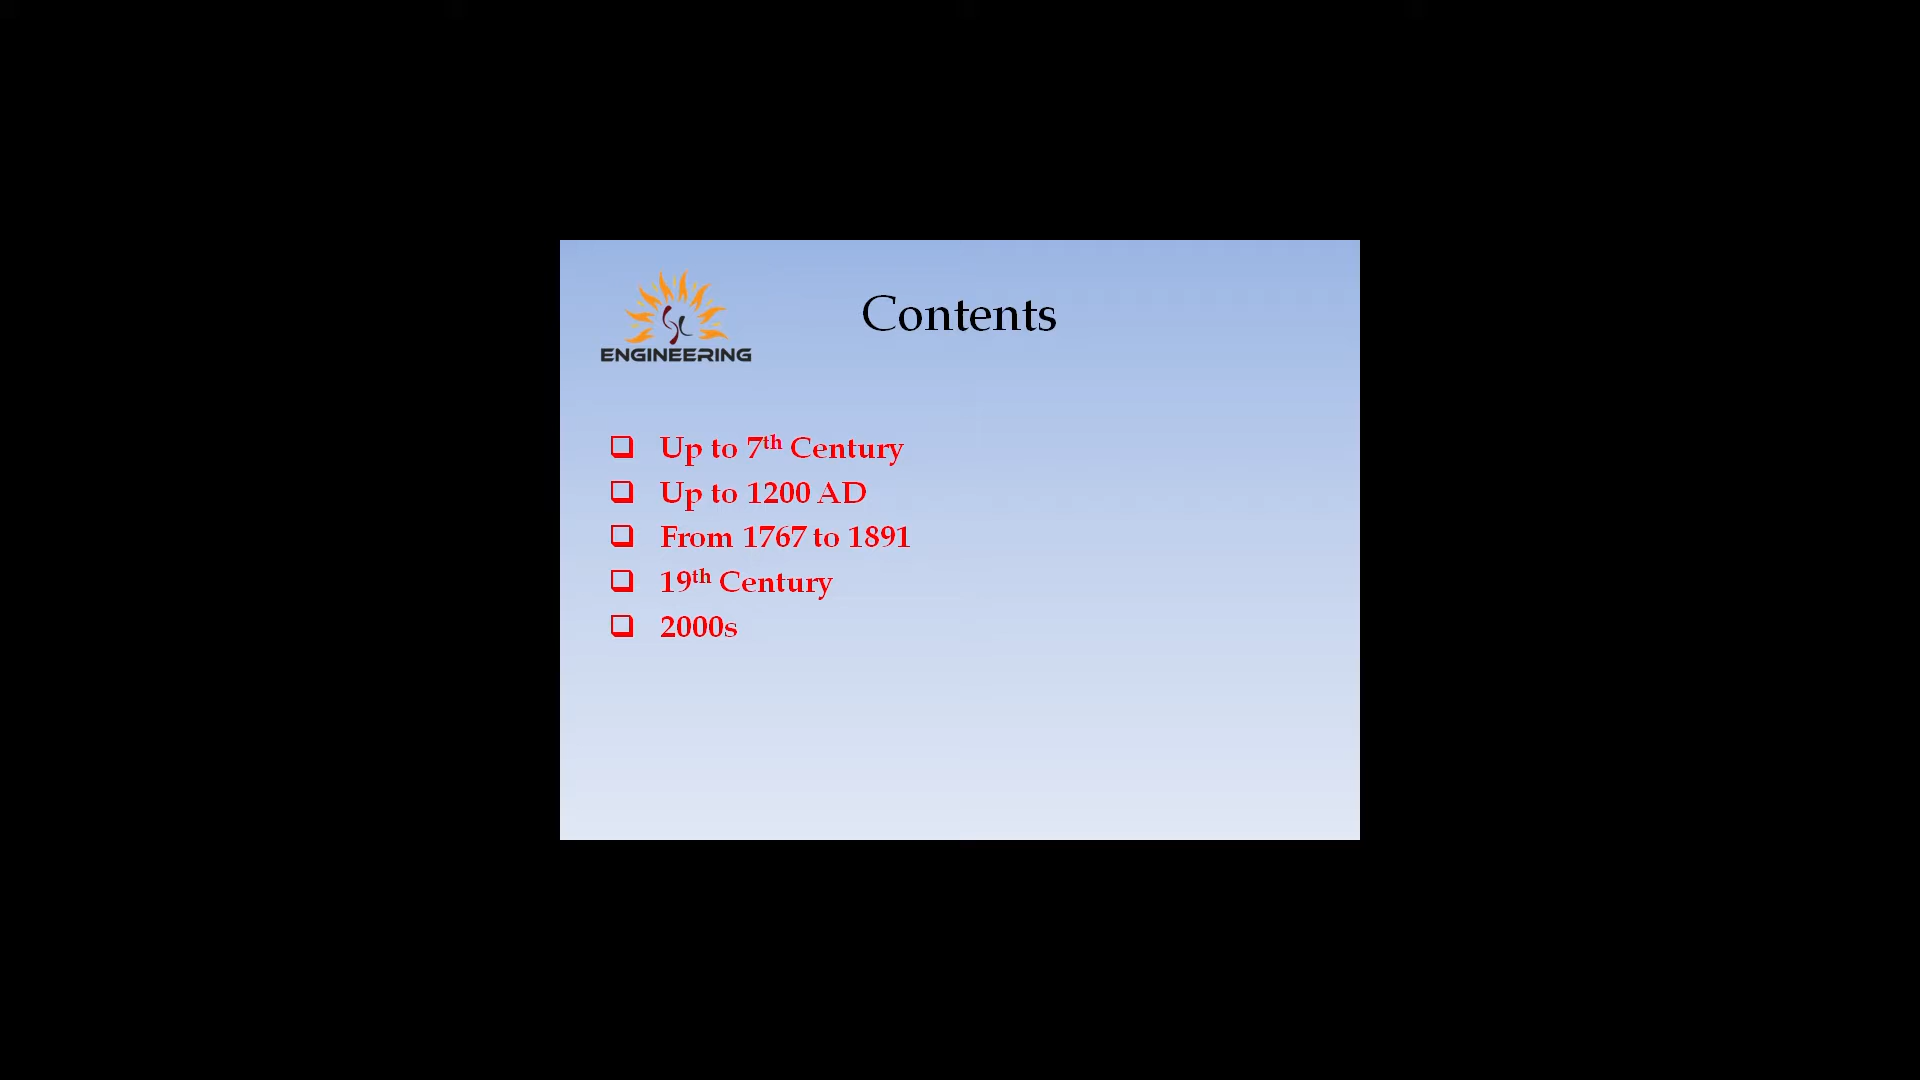 Contents
ENGINEERING
Up to 7th Century
Up to 1200 AD
From 1767 to 1891
19th Century
2000s